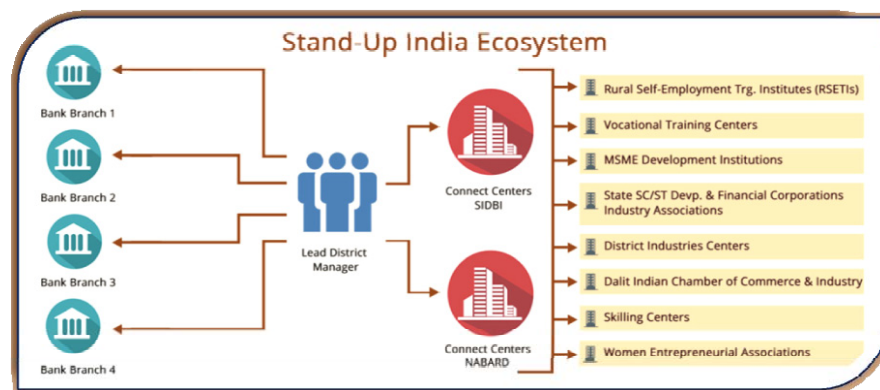 Stand-Up India Ecosystem
Bank Branch 1
Bank Branch 2
Bank Branch 3
Bank Branch 4
Lead District
Manager
Connect Centers
SIDBI
Connect Centers
NABARD
Rural Self-Employment Trg. Institutes (RSETIs)
Vocational Training Centers
MSME Development Institutions
State SC/ST Devp. & Financial Corporations
Industry Associations
District Industries Centers
Dalit Indian Chamber of Commerce & Industry
Skilling Centers
Women Entrepreneurial Associations